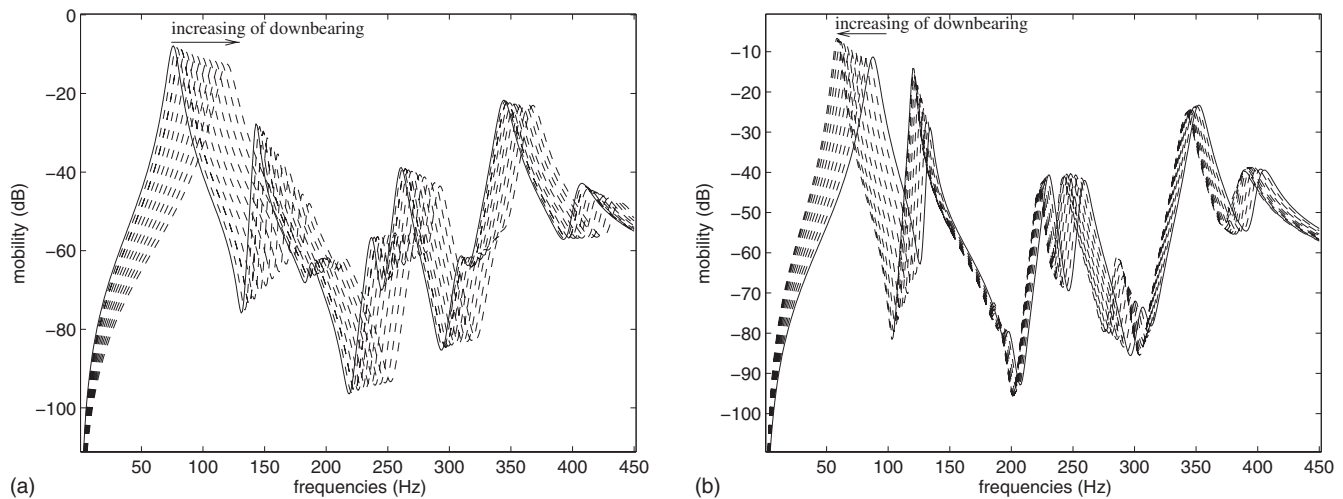 increasing of downbearing
0
−20
−40
−60
−80
−100
mobility (dB)
50 100 150 200 250 300 350 400 450
frequencies (Hz)
(a)
increasing of downbearing
−10
−20
−30
−40
−50
−60
−70
−80
−90
−100
mobility (dB)
50 100 150 200 250 300 350 400 450
frequencies (Hz)
(b)